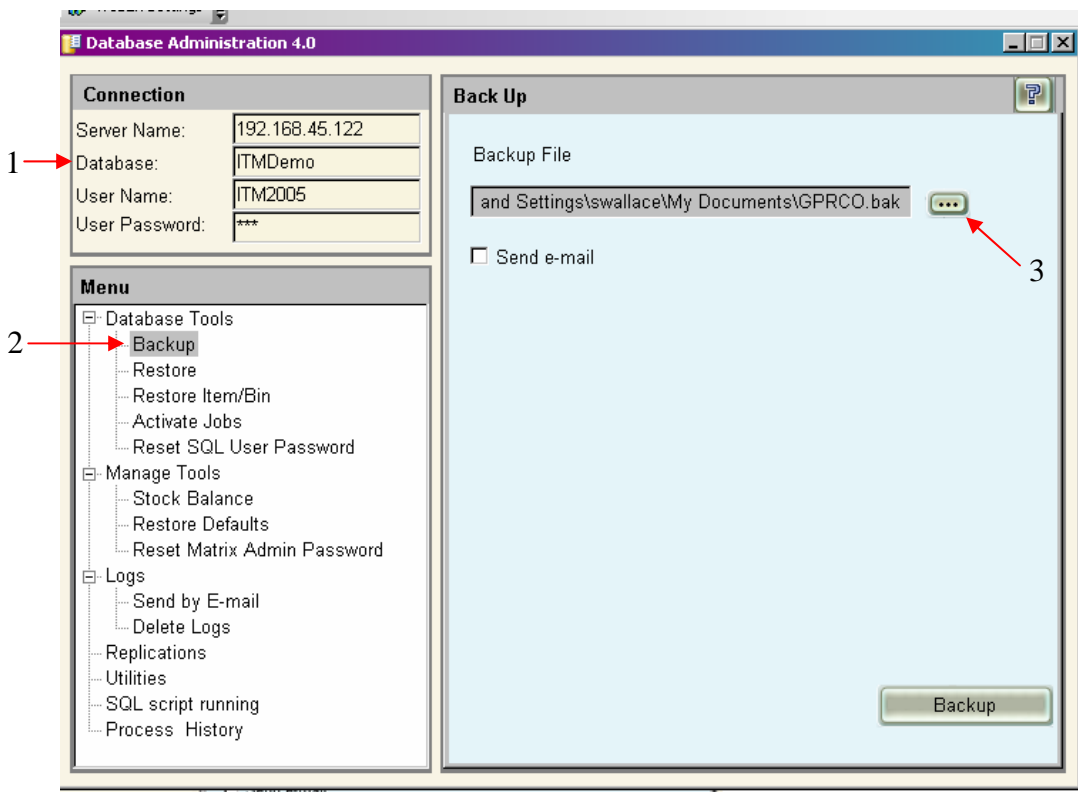 Database Administration 4.0
Connection
Server Name: 192.168.45.122
1
Database: ITMDemo
User Name: ITM2005
User Password: ***
Menu
Database Tools
2
Backup
Restore
Restore Item/Bin
Activate Jobs
Reset SQL User Password
Manage Tools
Stock Balance
Restore Defaults
Reset Matrix Admin Password
Logs
Send by E-mail
Delete Logs
Replications
Utilities
SQL script running
Process History
Back Up
?
Backup File
and Settings\swallace\My Documents\GPRCO.bak ...
3
Send e-mail
Backup